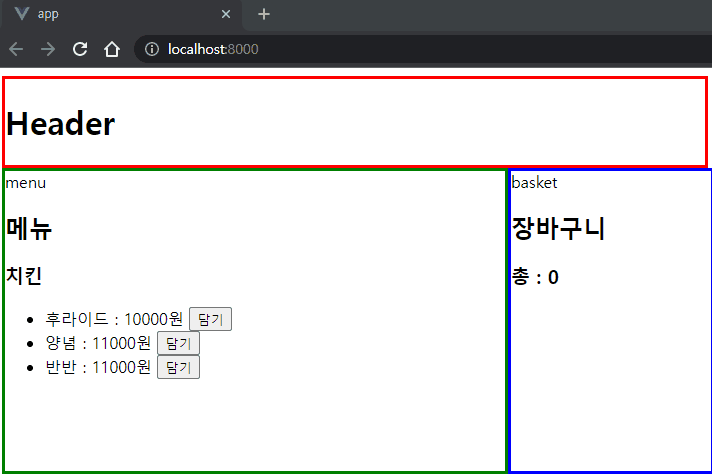 app
localhost:8000
Header
menu
메뉴
치킨
후라이드 : 10000원 담기
양념 : 11000원 담기
반반 : 11000원 담기
basket
장바구니
총 : 0